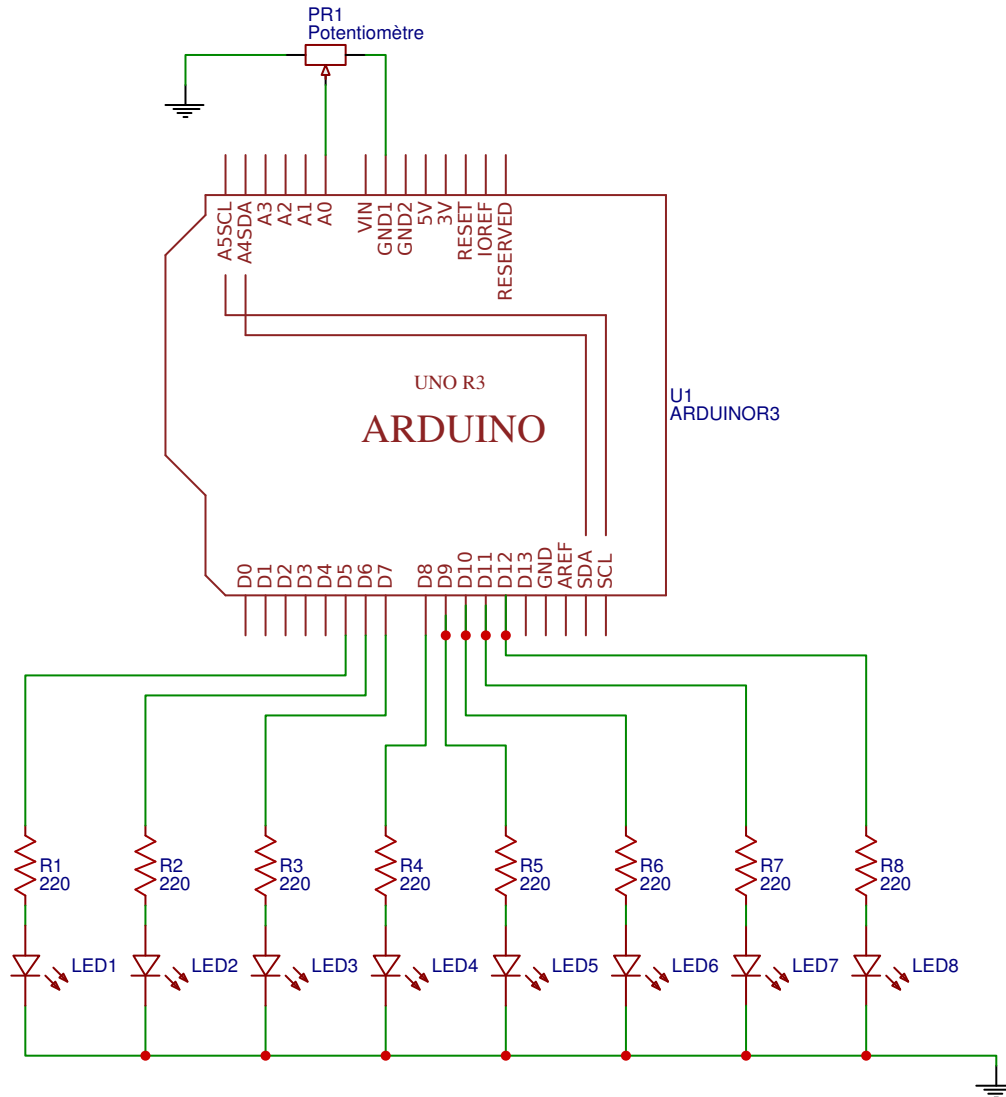 PR1
Potentiomètre
A5SCL
A4SDA
A3
A2
A1
A0
VIN
GND1
GND2
5V
3V
RESET
IOREF
RESERVED
UNO R3
ARDUINO
U1
ARDUINOR3
D0
D1
D2
D3
D4
D5
D6
D7
D8
D9
D10
D11
D12
D13
GND
AREF
SDA
SCL
R1
220
R2
220
R3
220
R4
220
R5
220
R6
220
R7
220
R8
220
LED1
LED2
LED3
LED4
LED5
LED6
LED7
LED8